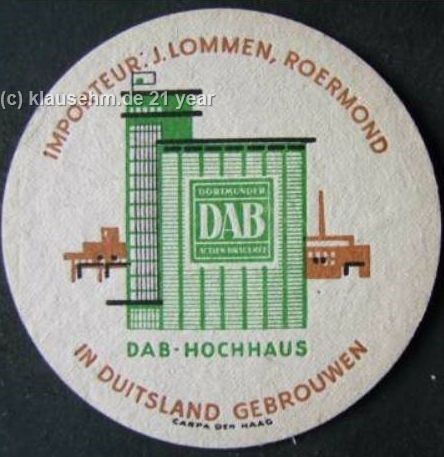 IMPORTEUR: J. LOMMEN, ROERMOND
(c) klausehm.de 21 year
DORTMUNDER
DAB
ACTIEN-BRAUEREI
DAB-HOCHHAUS
IN DUITSLAND GEBROUWEN
CARPA DEN HAAG